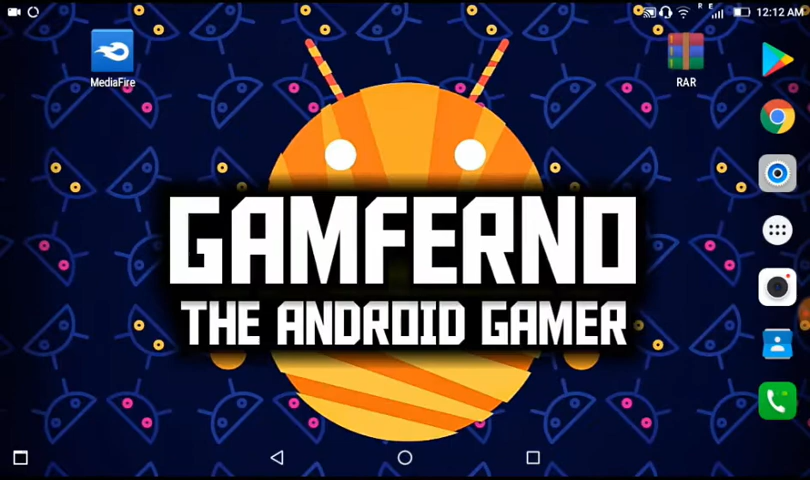 R E
12:12 AM
MediaFire
RAR
GAMFERNO
THE ANDROID GAMER